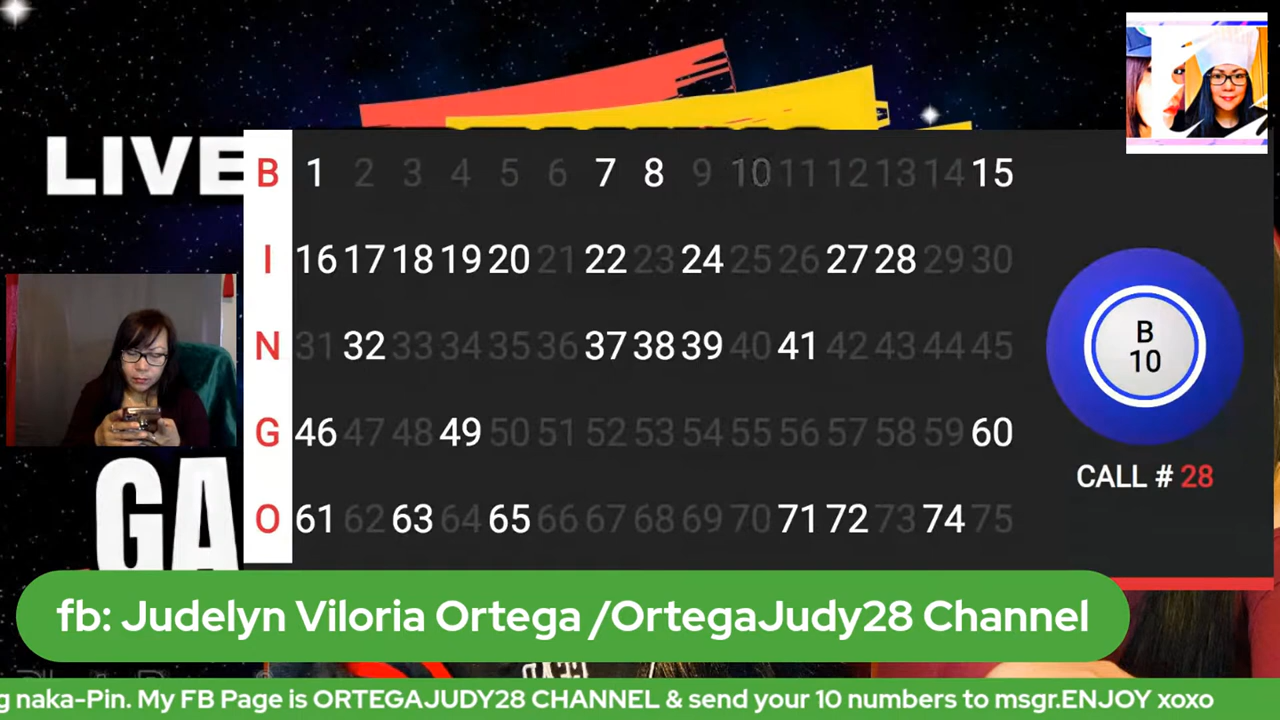 LIVE
B 1 2 3 4 5 6 7 8 9 10 11 12 13 14 15
I 16 17 18 19 20 21 22 23 24 25 26 27 28 29 30
N 31 32 33 34 35 36 37 38 39 40 41 42 43 44 45
G 46 47 48 49 50 51 52 53 54 55 56 57 58 59 60
O 61 62 63 64 65 66 67 68 69 70 71 72 73 74 75
B
10
CALL # 28
GA
fb: Judelyn Viloria Ortega /OrtegaJudy28 Channel
g naka-Pin. My FB Page is ORTEGAJUDY28 CHANNEL & send your 10 numbers to msgr.ENJOY xoxo